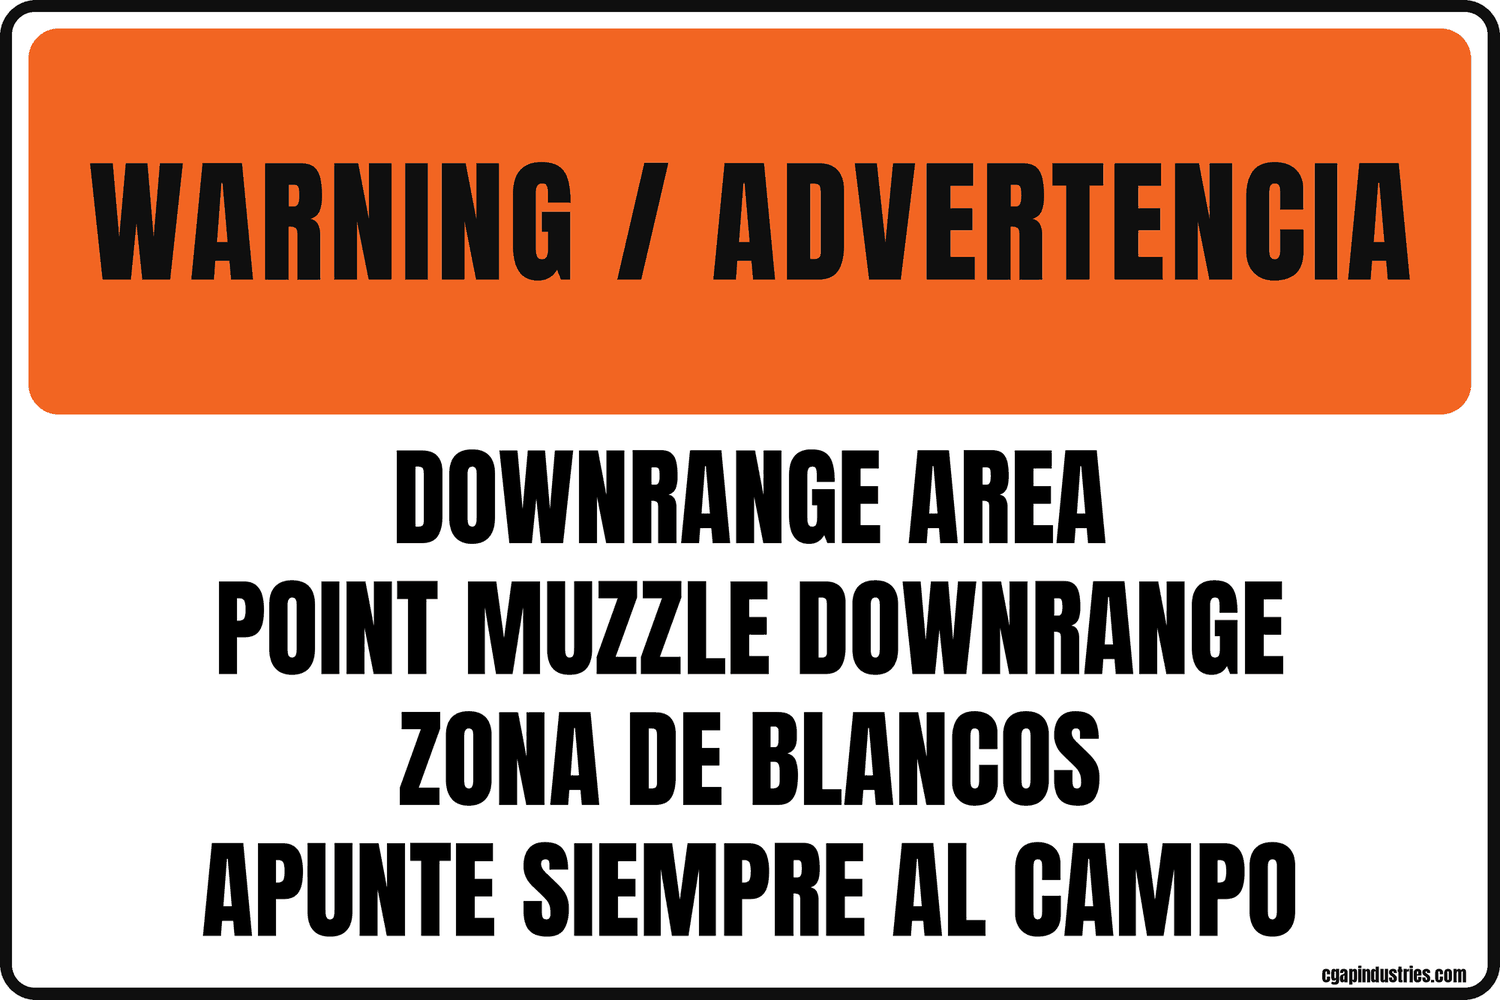 WARNING / ADVERTENCIA
DOWNRANGE AREA
POINT MUZZLE DOWNRANGE
ZONA DE BLANCOS
APUNTE SIEMPRE AL CAMPO
cgapindustries.com